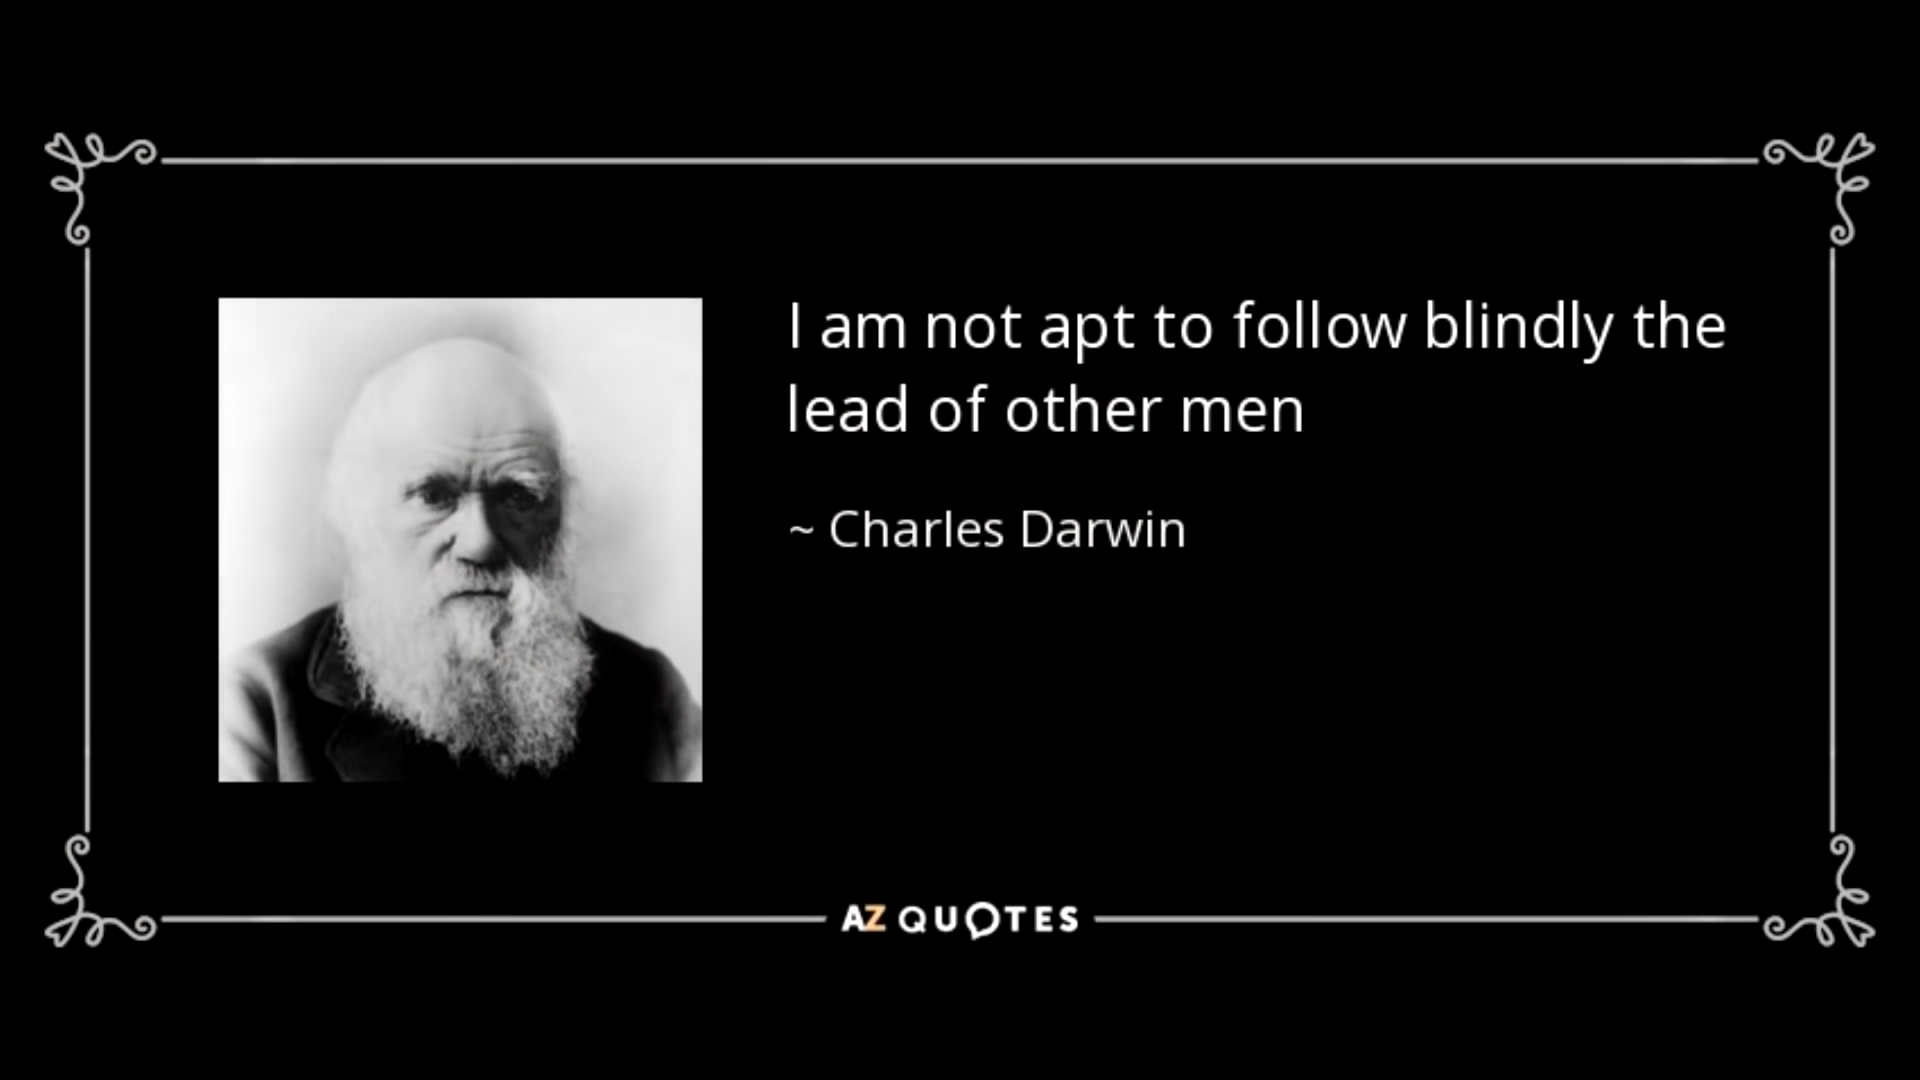 I am not apt to follow blindly the
lead of other men
~ Charles Darwin
AZ QUOTES